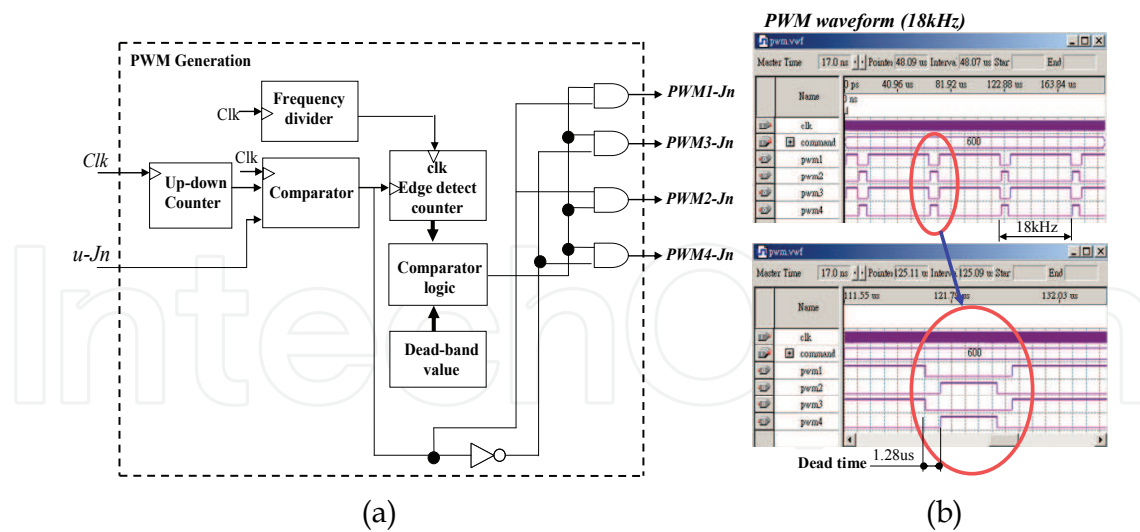 PWM Generation
Frequency
divider
Clk
Clk
Clk
Up-down
Counter
Comparator
clk
Edge detect
counter
u-Jn
Comparator
logic
Dead-band
value
PWM1-Jn
PWM3-Jn
PWM2-Jn
PWM4-Jn
(a)
PWM waveform (18kHz)
pwm.vwf
Master Time 17.0 ns Pointer 48.09 us Interva 48.07 us Star End
0 ps 40.96 us 81.92 us 122.88 us 163.84 us
Name
0 ns
clk
command 600
pwm1
pwm2
pwm3
pwm4
18kHz
pwm.vwf
Master Time 17.0 ns Pointer 125.11 u Interva 125.09 u Star End
111.55 us 121.79 us 132.03 us
Name
clk
command 600
pwm1
pwm2
pwm3
pwm4
Dead time 1.28us
(b)